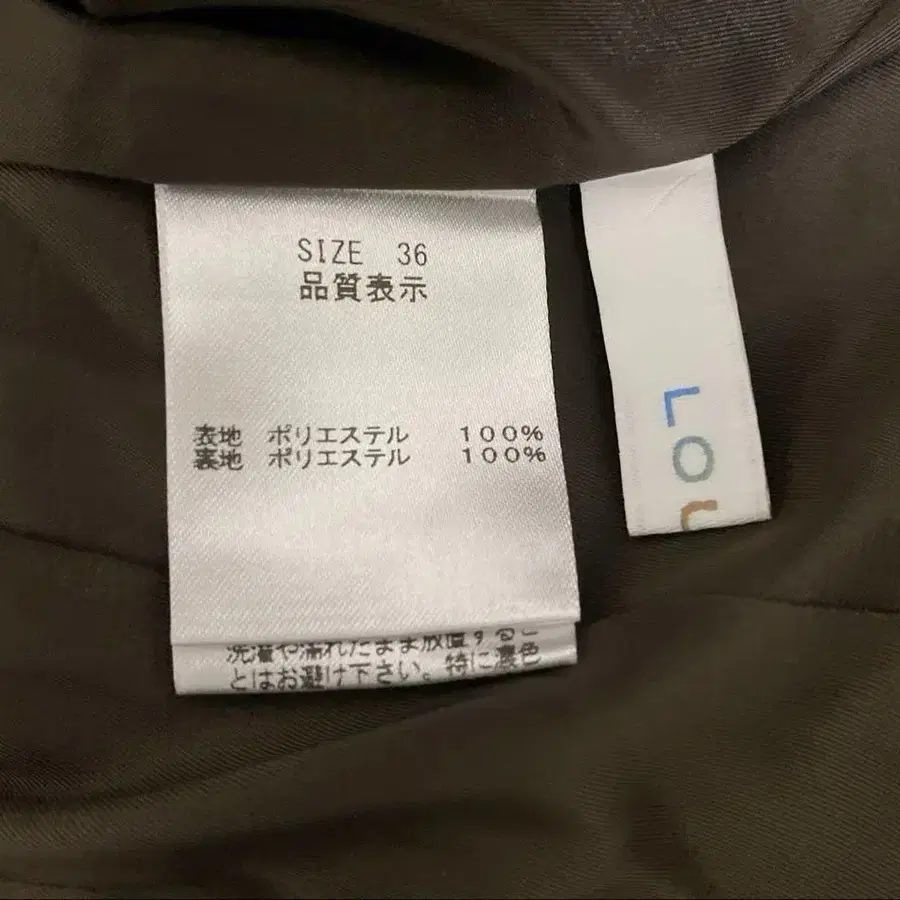 SIZE 36
品質表示
表地 ポリエステル 100%
裏地 ポリエステル 100%
洗濯や濡れたまま放置するこ
とはお避け下さい。特に濃色
LOU